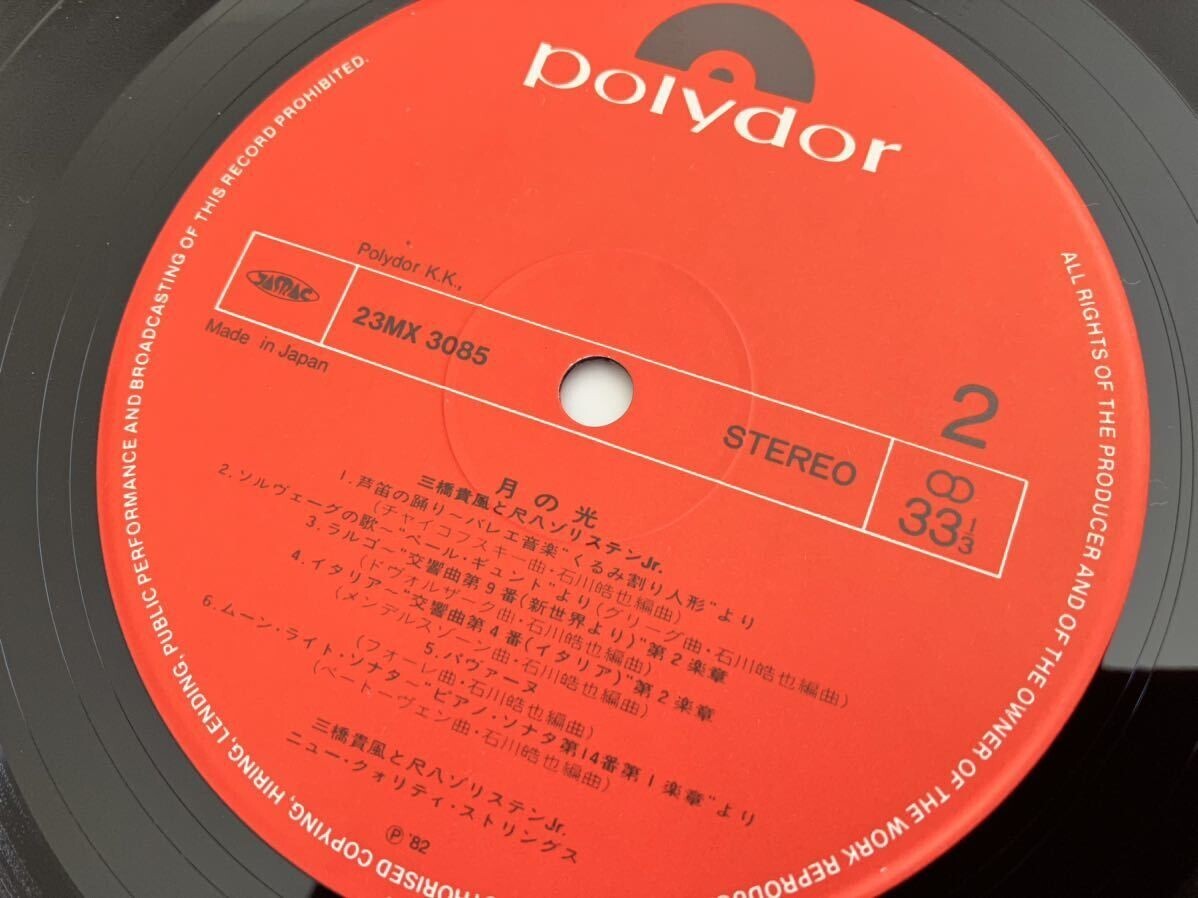 polydor
Polydor K.K.,
JASRAC
23MX 3085
Made in Japan
STEREO
2
33 1/3
月の光
三橋貴風と尺八ゾリステンJr.
1. 芦笛の踊り~バレエ音楽"くるみ割り人形"より
(チャイコフスキー曲・石川皓也編曲)
2. ソルヴェーグの歌~"ペール・ギュント"より(グリーグ曲・石川皓也編曲)
3. ラルゴ~"交響曲第9番(新世界より)"第2楽章
(ドヴォルザーク曲・石川皓也編曲)
4. イタリア~"交響曲第4番(イタリア)"第2楽章
(メンデルスゾーン曲・石川皓也編曲)
5. パヴァーヌ
(フォーレ曲・石川皓也編曲)
6. ムーン・ライト・ソナタ~"ピアノ・ソナタ第14番第1楽章"より
(ベートーヴェン曲・石川皓也編曲)
三橋貴風と尺八ゾリステンJr.
ニュー・クォリティ・ストリングス
Ⓟ '82
ALL RIGHTS OF THE PRODUCER AND OF THE OWNER OF THE WORK REPRODUC
COPYING, HIRING, LENDING, PUBLIC PERFORMANCE AND BROADCASTING OF THIS RECORD PROHIBITED.